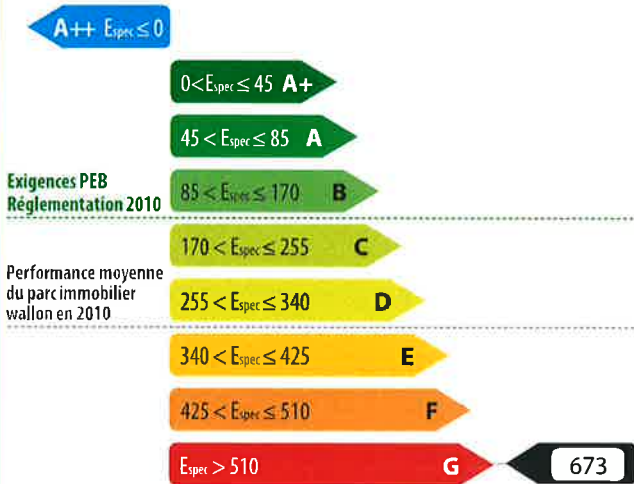 A++ Espec ≤ 0
0 < Espec ≤ 45 A+
45 < Espec ≤ 85 A
Exigences PEB
Réglementation 2010
85 < Espec ≤ 170 B
170 < Espec ≤ 255 C
Performance moyenne
du parc immobilier
wallon en 2010
255 < Espec ≤ 340 D
340 < Espec ≤ 425 E
425 < Espec ≤ 510 F
Espec > 510 G 673